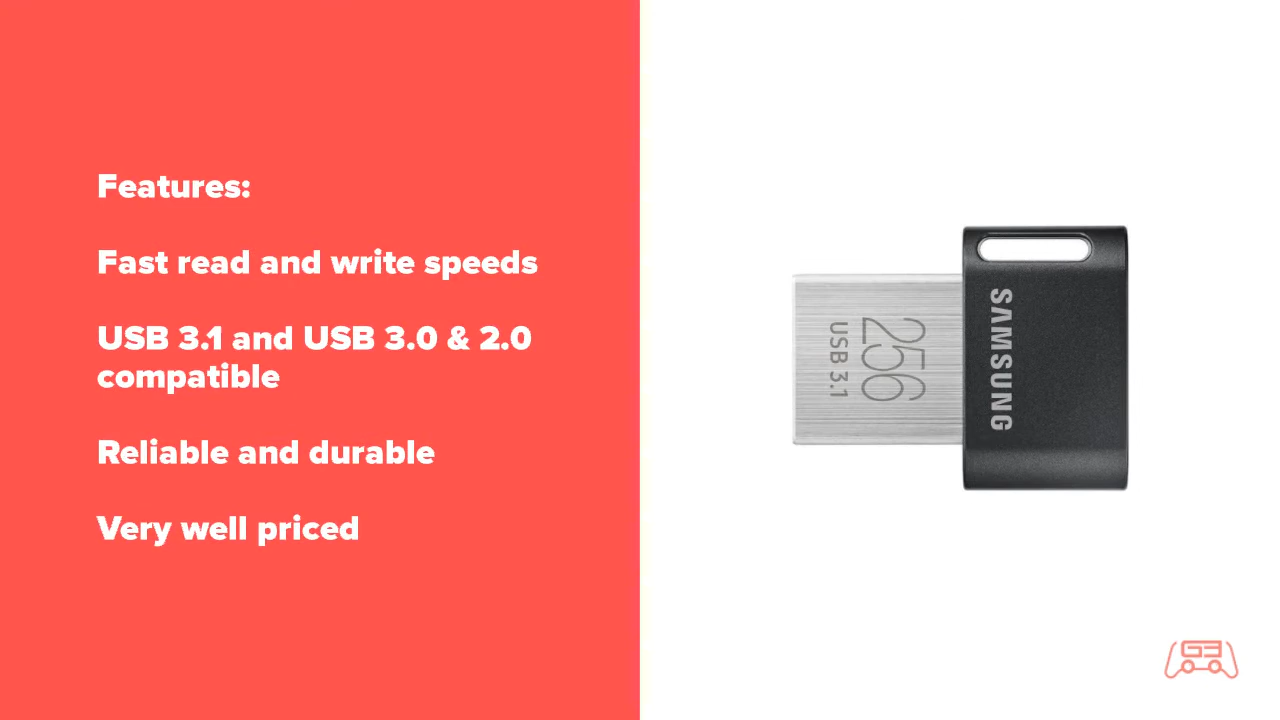 Features:
Fast read and write speeds
USB 3.1 and USB 3.0 & 2.0
compatible
Reliable and durable
Very well priced
256
USB 3.1
SAMSUNG
G3